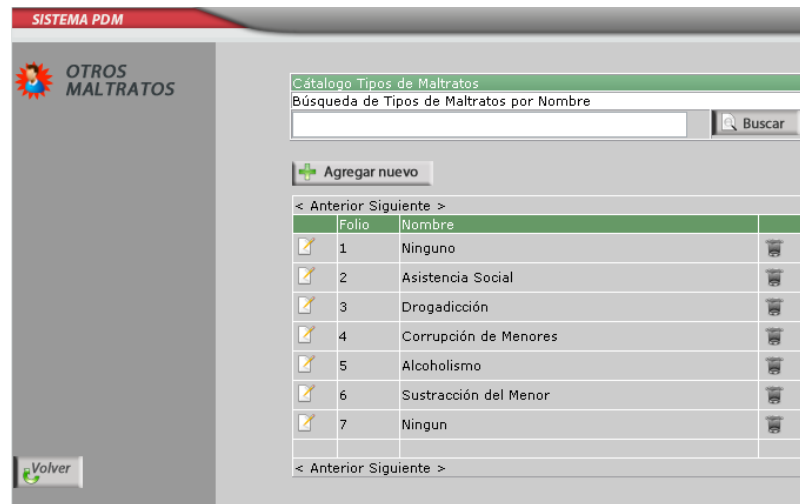 SISTEMA PDM
OTROS
MALTRATOS
Cátalogo Tipos de Maltratos
Búsqueda de Tipos de Maltratos por Nombre
Buscar
Agregar nuevo
< Anterior Siguiente >
Folio Nombre
1 Ninguno
2 Asistencia Social
3 Drogadicción
4 Corrupción de Menores
5 Alcoholismo
6 Sustracción del Menor
7 Ningun
< Anterior Siguiente >
Volver